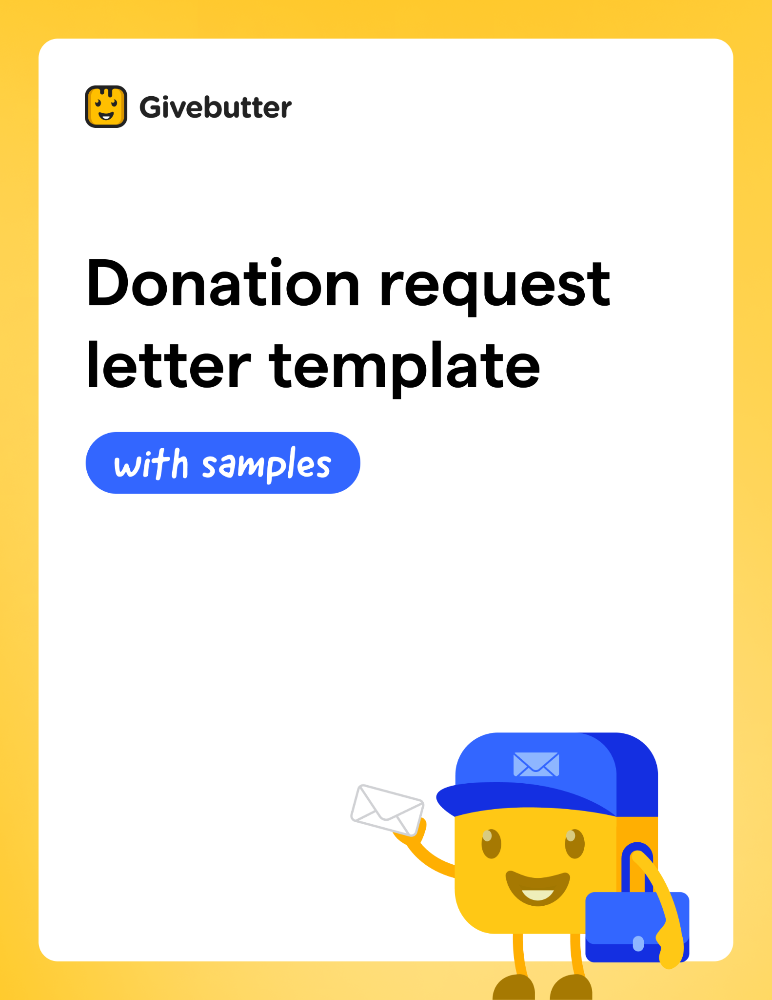 Givebutter
Donation request
letter template
with samples